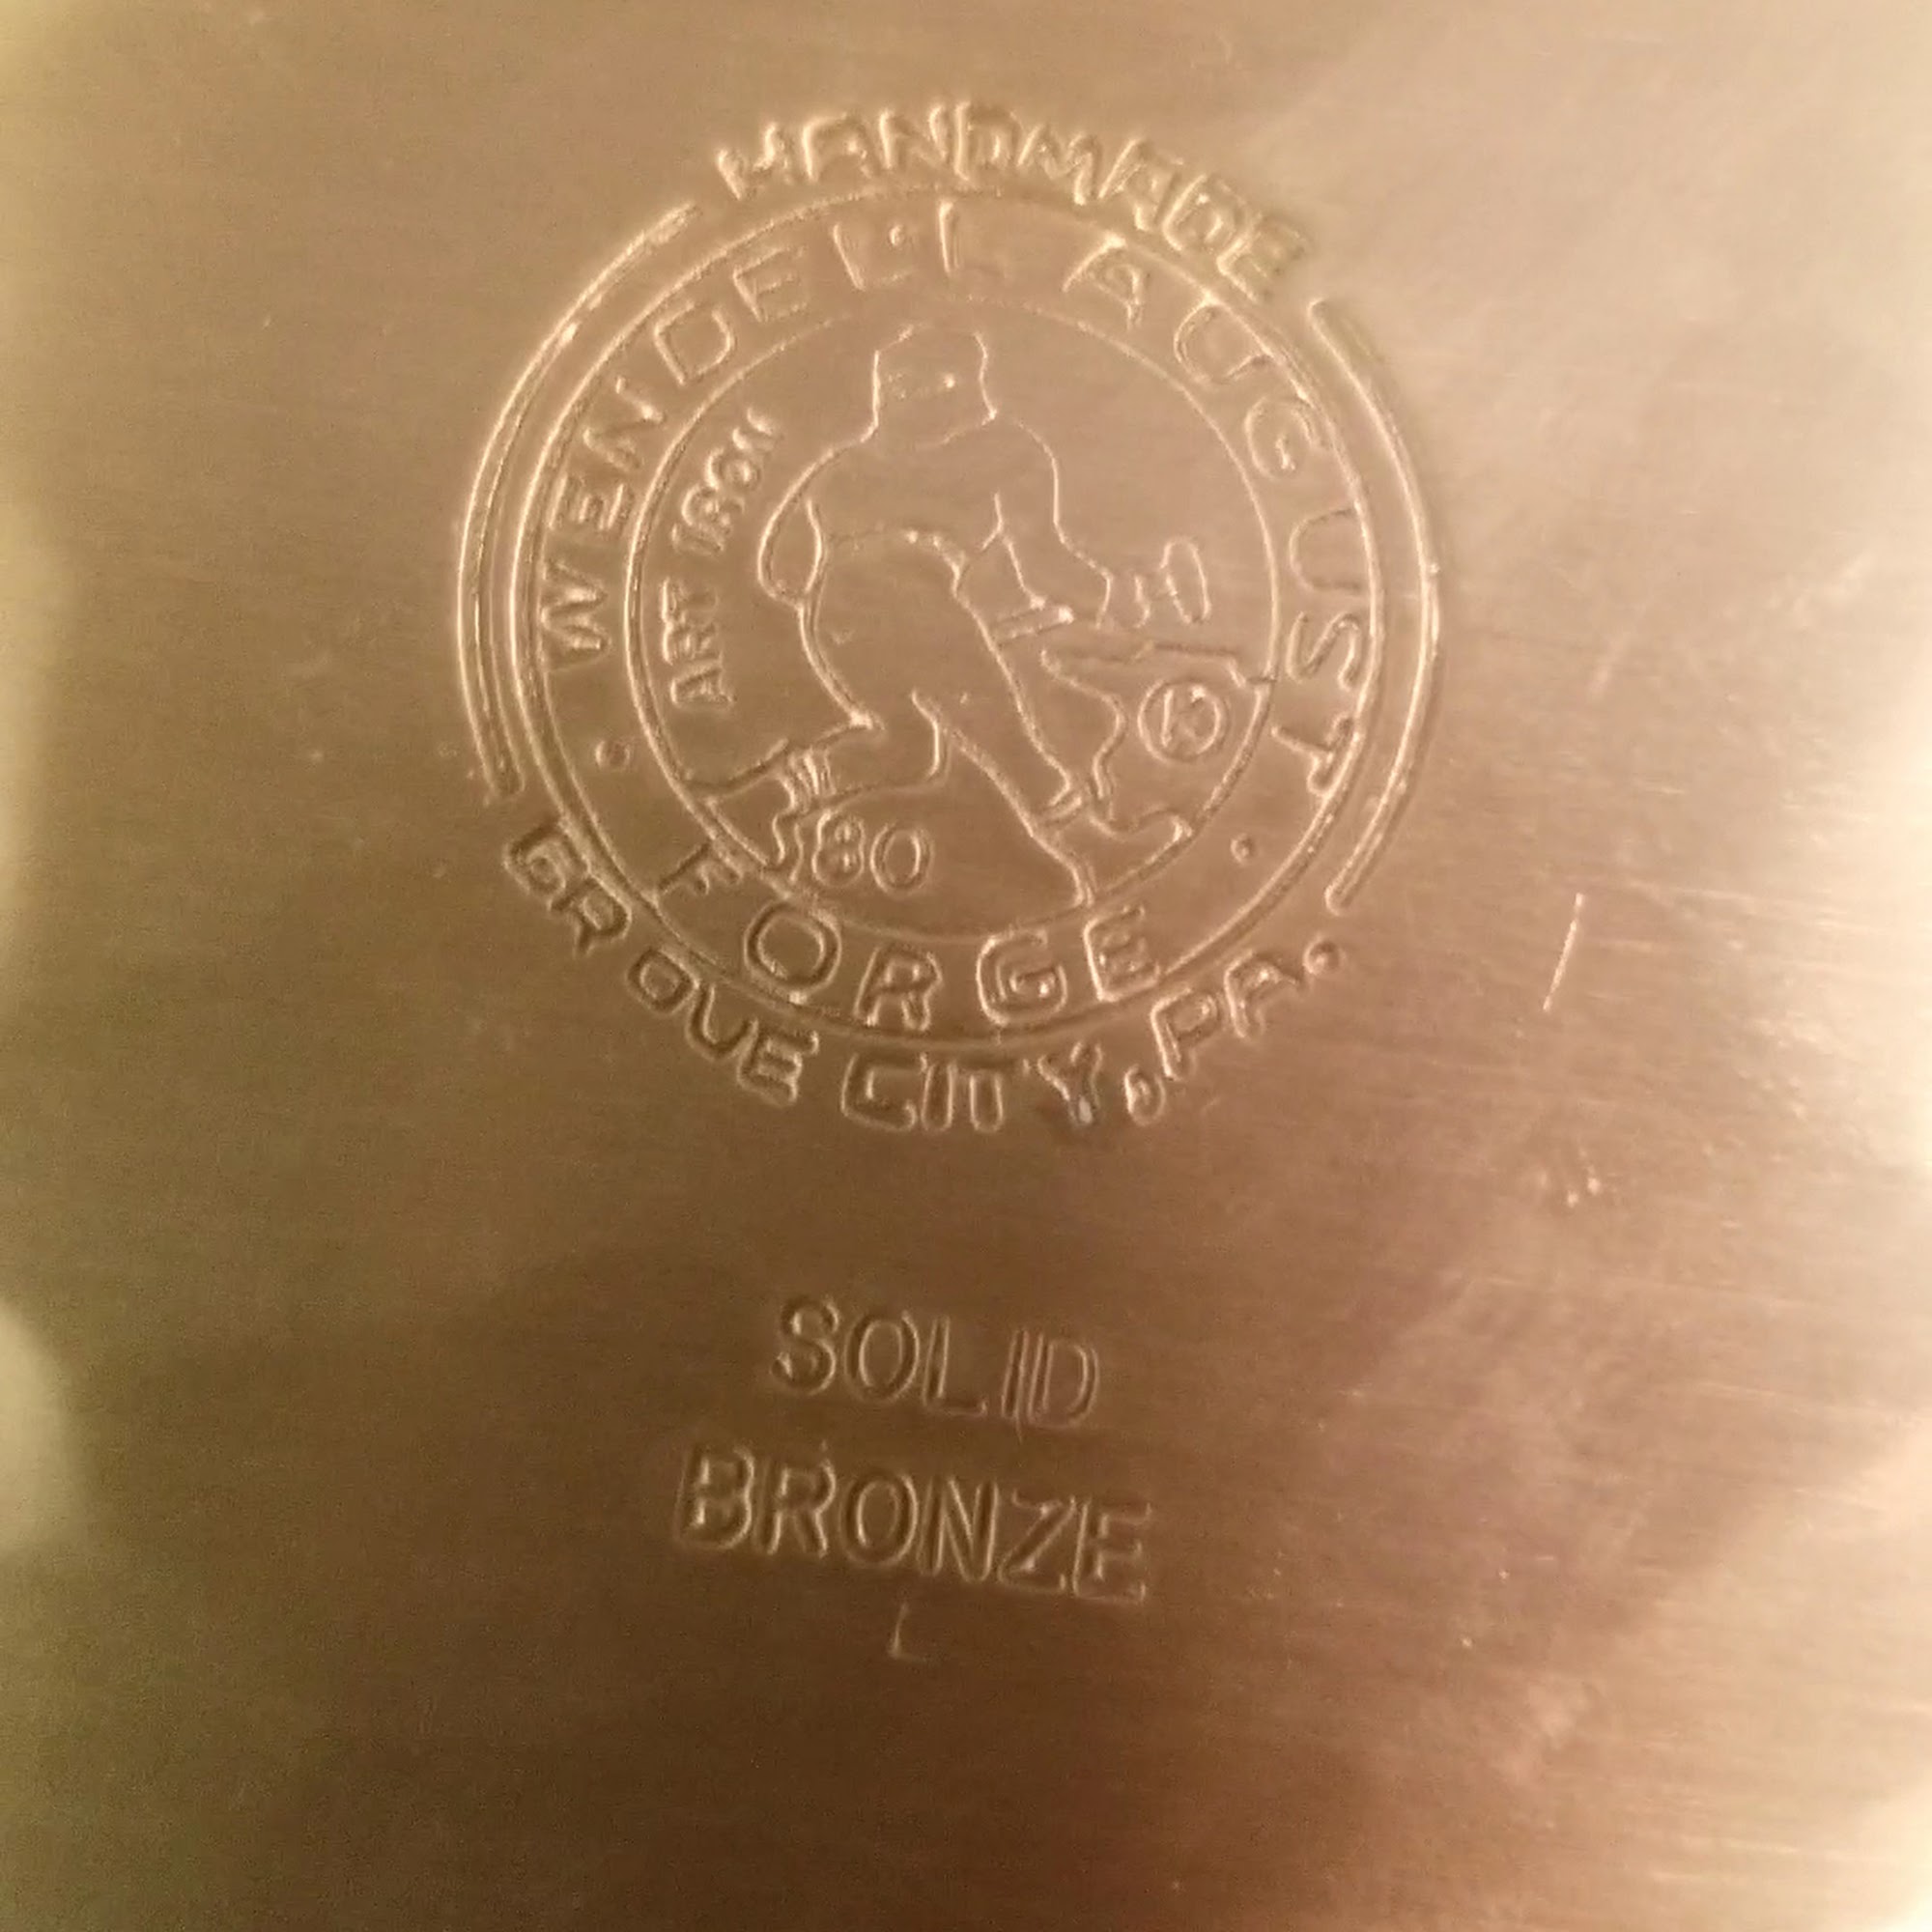 HANDMADE
WENDELL AUGUST
ART IRON
80
· FORGE ·
GROVE CITY, PA.
SOLID
BRONZE
L